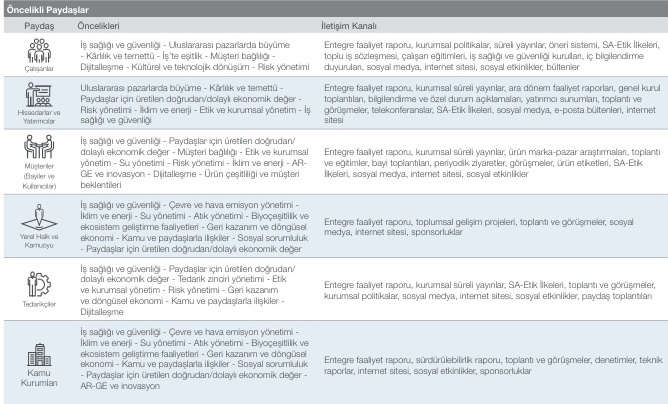 Öncelikli Paydaşlar
Paydaş Öncelikleri İletişim Kanalı
Çalışanlar
İş sağlığı ve güvenliği - Uluslararası pazarlarda büyüme
- Kârlılık ve temettü - İş'te eşitlik - Müşteri bağlılığı -
Dijitalleşme - Kültürel ve teknolojik dönüşüm - Risk yönetimi
Entegre faaliyet raporu, kurumsal politikalar, süreli yayınlar, öneri sistemi, SA-Etik İlkeleri,
toplu iş sözleşmesi, çalışan eğitimleri, iş sağlığı ve güvenliği kurulları, iç bilgilendirme
duyuruları, sosyal medya, internet sitesi, sosyal etkinlikler, bültenler
Hissedarlar ve
Yatırımcılar
Uluslararası pazarlarda büyüme - Kârlılık ve temettü -
Paydaşlar için üretilen doğrudan/dolaylı ekonomik değer -
Risk yönetimi - İklim ve enerji - Etik ve kurumsal yönetim - İş
sağlığı ve güvenliği
Entegre faaliyet raporu, kurumsal süreli yayınlar, ara dönem faaliyet raporları, genel kurul
toplantıları, bilgilendirme ve özel durum açıklamaları, yatırımcı sunumları, toplantı ve
görüşmeler, telekonferanslar, SA-Etik İlkeleri, sosyal medya, e-posta bültenleri, internet
sitesi
Müşteriler
(Bayiler ve
Kullanıcılar)
İş sağlığı ve güvenliği - Paydaşlar için üretilen doğrudan/
dolaylı ekonomik değer - Müşteri bağlılığı - Etik ve kurumsal
yönetim - Su yönetimi - Risk yönetimi - İklim ve enerji - AR-
GE ve inovasyon - Dijitalleşme - Ürün çeşitliliği ve müşteri
beklentileri
Entegre faaliyet raporu, kurumsal süreli yayınlar, ürün marka-pazar araştırmaları, toplantı
ve eğitimler, bayi toplantıları, periyodik ziyaretler, görüşmeler, ürün etiketleri, SA-Etik
İlkeleri, sosyal medya, internet sitesi, sosyal etkinlikler
Yerel Halk ve
Kamuoyu
İş sağlığı ve güvenliği - Çevre ve hava emisyon yönetimi -
İklim ve enerji - Su yönetimi - Atık yönetimi - Biyoçeşitlilik ve
ekosistem geliştirme faaliyetleri - Geri kazanım ve döngüsel
ekonomi - Kamu ve paydaşlarla ilişkiler - Sosyal sorumluluk
- Paydaşlar için üretilen doğrudan/dolaylı ekonomik değer
Entegre faaliyet raporu, toplumsal gelişim projeleri, toplantı ve görüşmeler, sosyal
medya, internet sitesi, sponsorluklar
Tedarikçiler
İş sağlığı ve güvenliği - Paydaşlar için üretilen doğrudan/
dolaylı ekonomik değer - Tedarik zinciri yönetimi - Etik
ve kurumsal yönetim - Risk yönetimi - Geri kazanım
ve döngüsel ekonomi - Kamu ve paydaşlarla ilişkiler -
Dijitalleşme
Entegre faaliyet raporu, kurumsal süreli yayınlar, SA-Etik İlkeleri, toplantı ve görüşmeler,
kurumsal politikalar, sosyal medya, internet sitesi, sosyal etkinlikler, paydaş toplantıları
Kamu
Kurumları
İş sağlığı ve güvenliği - Çevre ve hava emisyon yönetimi -
İklim ve enerji - Su yönetimi - Atık yönetimi - Biyoçeşitlilik ve
ekosistem geliştirme faaliyetleri - Geri kazanım ve döngüsel
ekonomi - Kamu ve paydaşlarla ilişkiler - Sosyal sorumluluk
- Paydaşlar için üretilen doğrudan/dolaylı ekonomik değer -
AR-GE ve inovasyon
Entegre faaliyet raporu, sürdürülebilirlik raporu, toplantı ve görüşmeler, denetimler, teknik
raporlar, internet sitesi, sosyal etkinlikler, sponsorluklar